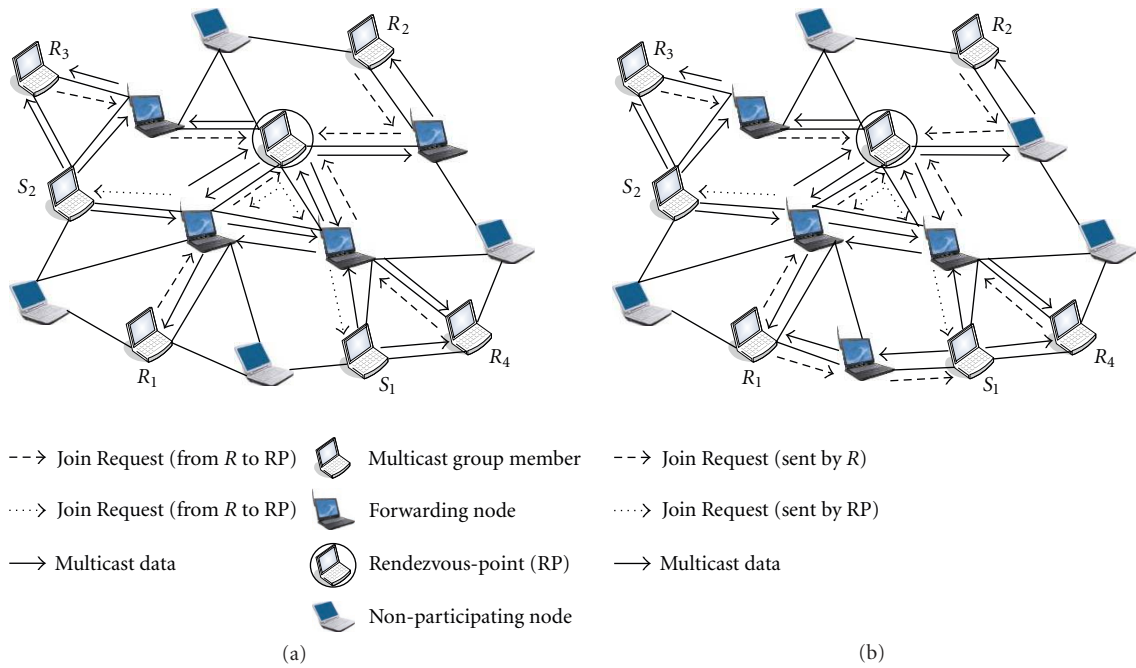 R3
R2
S2
R1
S1
R4
R3
R2
S2
R1
S1
R4
Join Request (from R to RP)
Join Request (from R to RP)
Multicast data
Multicast group member
Forwarding node
Rendezvous-point (RP)
Non-participating node
(a)
Join Request (sent by R)
Join Request (sent by RP)
Multicast data
(b)